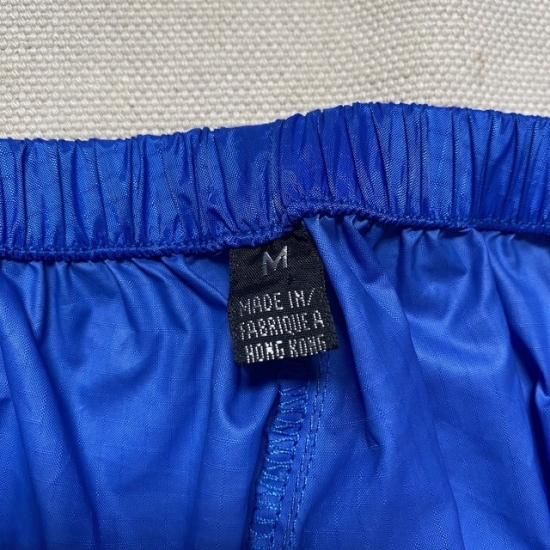 M
MADE IN/
FABRIQUE A
HONG KONG